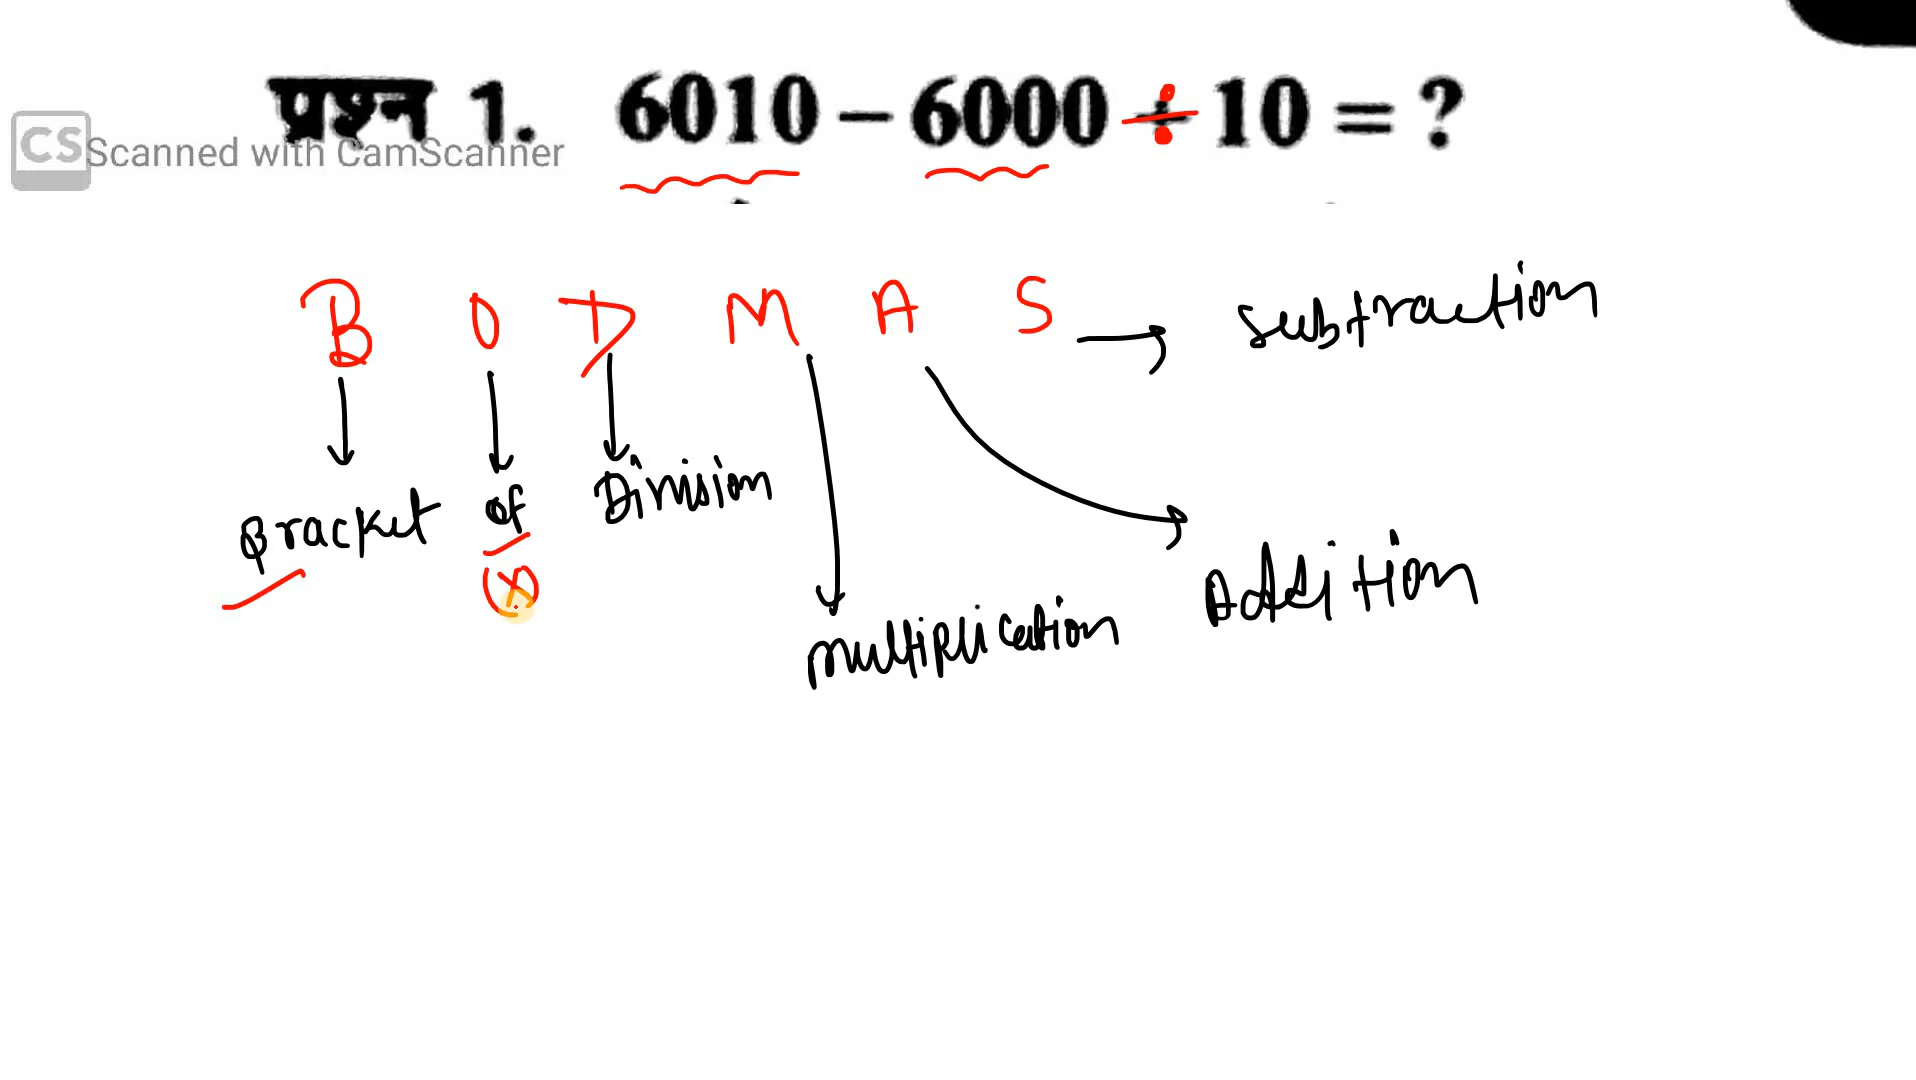 प्रश्न 1. 6010 – 6000 ÷ 10 = ?
CS Scanned with CamScanner
B O D M A S → subtraction
Bracket of Division
(x)
multiplication
Addition